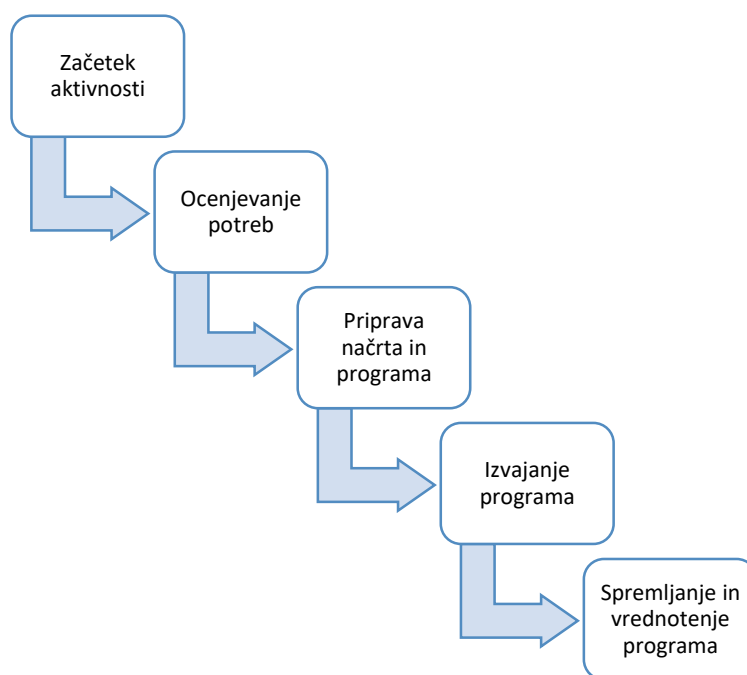 Začetek
aktivnosti
Ocenjevanje
potreb
Priprava
načrta in
programa
Izvajanje
programa
Spremljanje in
vrednotenje
programa